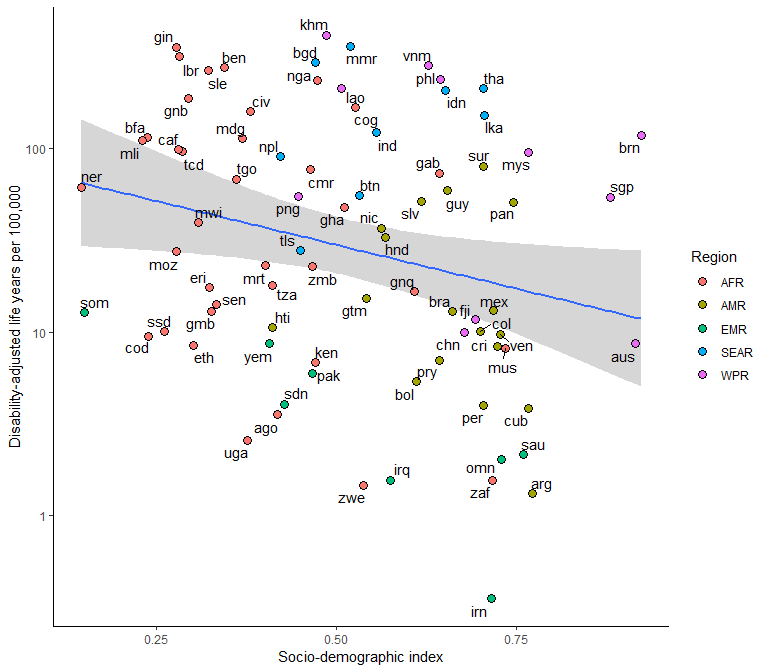 khm
gin
ben
bgd
mmr
vnm
lbr
sle
nga
phl
tha
gnb
civ
lao
idn
cog
lka
bfa
caf
mdg
npl
ind
100
mli
tcd
tgo
cmr
btn
gab
sur
mys
brn
ner
sgp
mwi
png
gha
nic
slv
guy
pan
tls
hnd
moz
eri
mrt
tza
zmb
gnq
som
sen
gtm
bra
fji
mex
ssd
gmb
hti
col
10
cod
eth
yem
ken
chn
cri
ven
aus
pak
pry
mus
sdn
bol
ago
per
cub
uga
sau
irq
omn
zwe
zaf
arg
1
irn
0.25
0.50
0.75
Socio-demographic index
Disability-adjusted life years per 100,000
Region
AFR
AMR
EMR
SEAR
WPR